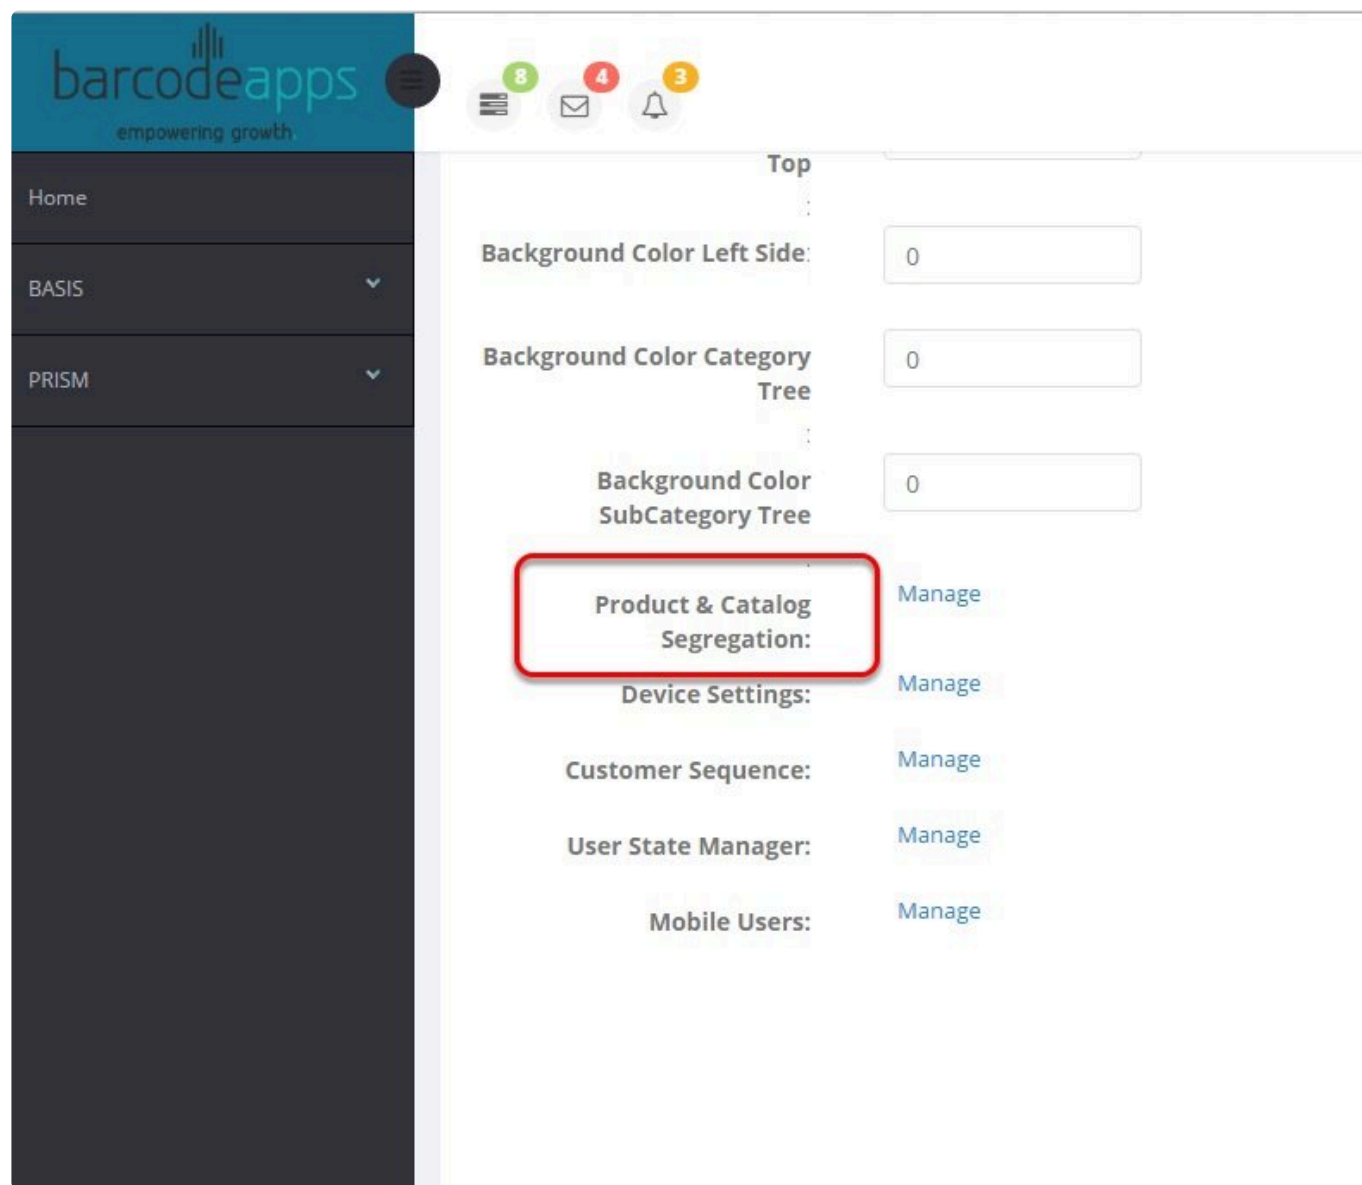 barcodeapps
empowering growth.
8
4
3
Home
BASIS
PRISM
Top
:
Background Color Left Side:
0
Background Color Category
Tree
:
0
Background Color
SubCategory Tree
:
0
Product & Catalog
Segregation:
Manage
Device Settings:
Manage
Customer Sequence:
Manage
User State Manager:
Manage
Mobile Users:
Manage